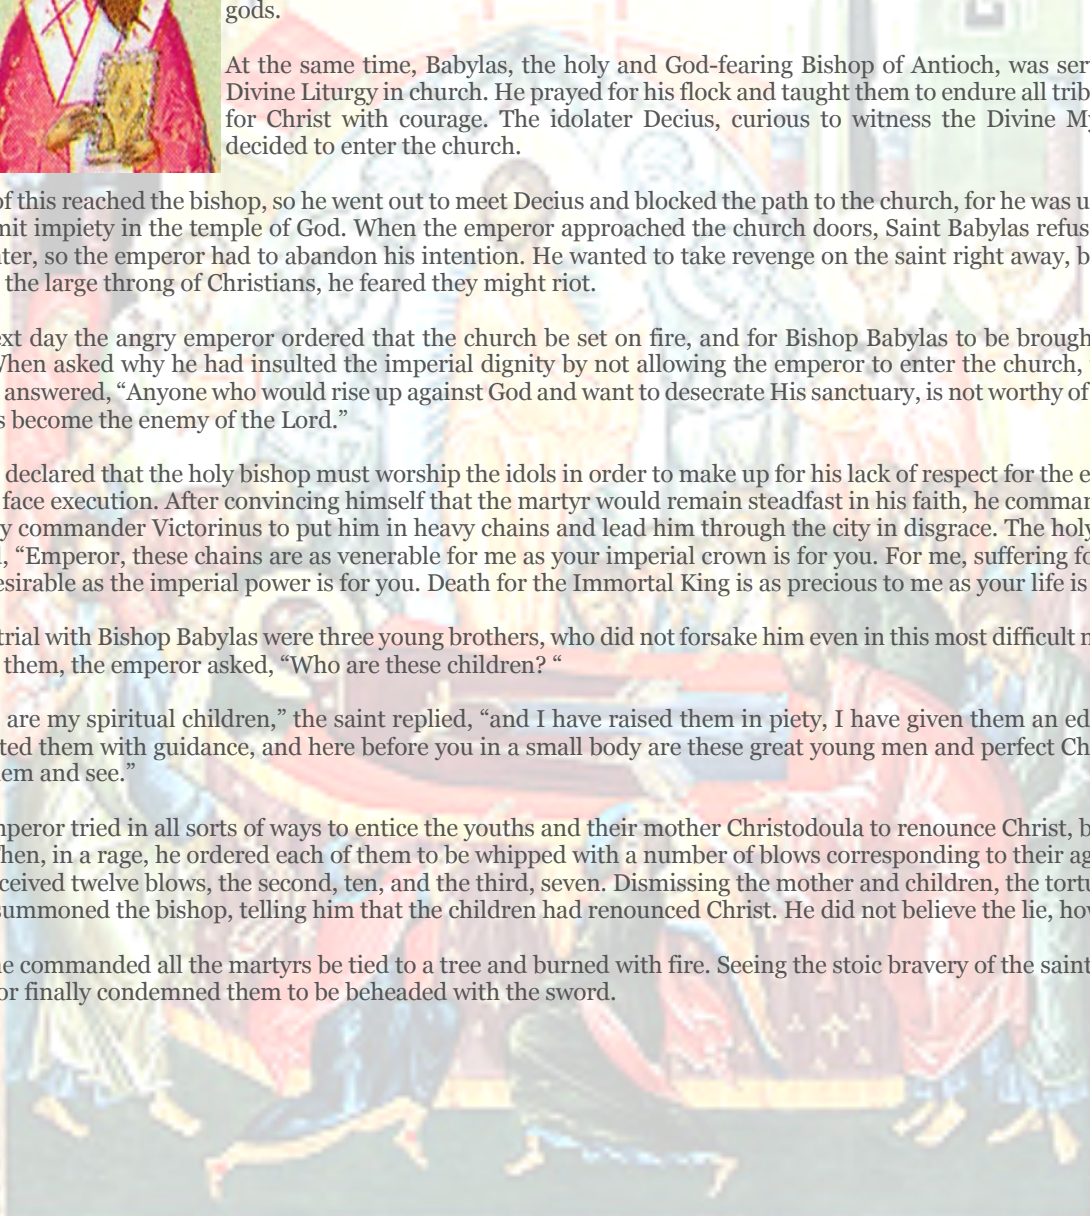 gods.
At the same time, Babylas, the holy and God-fearing Bishop of Antioch, was ser
Divine Liturgy in church. He prayed for his flock and taught them to endure all trib
for Christ with courage. The idolater Decius, curious to witness the Divine My
decided to enter the church.
of this reached the bishop, so he went out to meet Decius and blocked the path to the church, for he was u
mit impiety in the temple of God. When the emperor approached the church doors, Saint Babylas refus
nter, so the emperor had to abandon his intention. He wanted to take revenge on the saint right away, b
the large throng of Christians, he feared they might riot.
ext day the angry emperor ordered that the church be set on fire, and for Bishop Babylas to be brough
When asked why he had insulted the imperial dignity by not allowing the emperor to enter the church,
answered, “Anyone who would rise up against God and want to desecrate His sanctuary, is not worthy of
s become the enemy of the Lord.”
declared that the holy bishop must worship the idols in order to make up for his lack of respect for the e
face execution. After convincing himself that the martyr would remain steadfast in his faith, he comman
y commander Victorinus to put him in heavy chains and lead him through the city in disgrace. The holy
, “Emperor, these chains are as venerable for me as your imperial crown is for you. For me, suffering fo
esirable as the imperial power is for you. Death for the Immortal King is as precious to me as your life is
trial with Bishop Babylas were three young brothers, who did not forsake him even in this most difficult m
them, the emperor asked, “Who are these children? “
are my spiritual children,” the saint replied, “and I have raised them in piety, I have given them an ed
ted them with guidance, and here before you in a small body are these great young men and perfect Ch
em and see.”
mperor tried in all sorts of ways to entice the youths and their mother Christodoula to renounce Christ, b
hen, in a rage, he ordered each of them to be whipped with a number of blows corresponding to their ag
ceived twelve blows, the second, ten, and the third, seven. Dismissing the mother and children, the tortu
summoned the bishop, telling him that the children had renounced Christ. He did not believe the lie, hov
he commanded all the martyrs be tied to a tree and burned with fire. Seeing the stoic bravery of the saint
or finally condemned them to be beheaded with the sword.